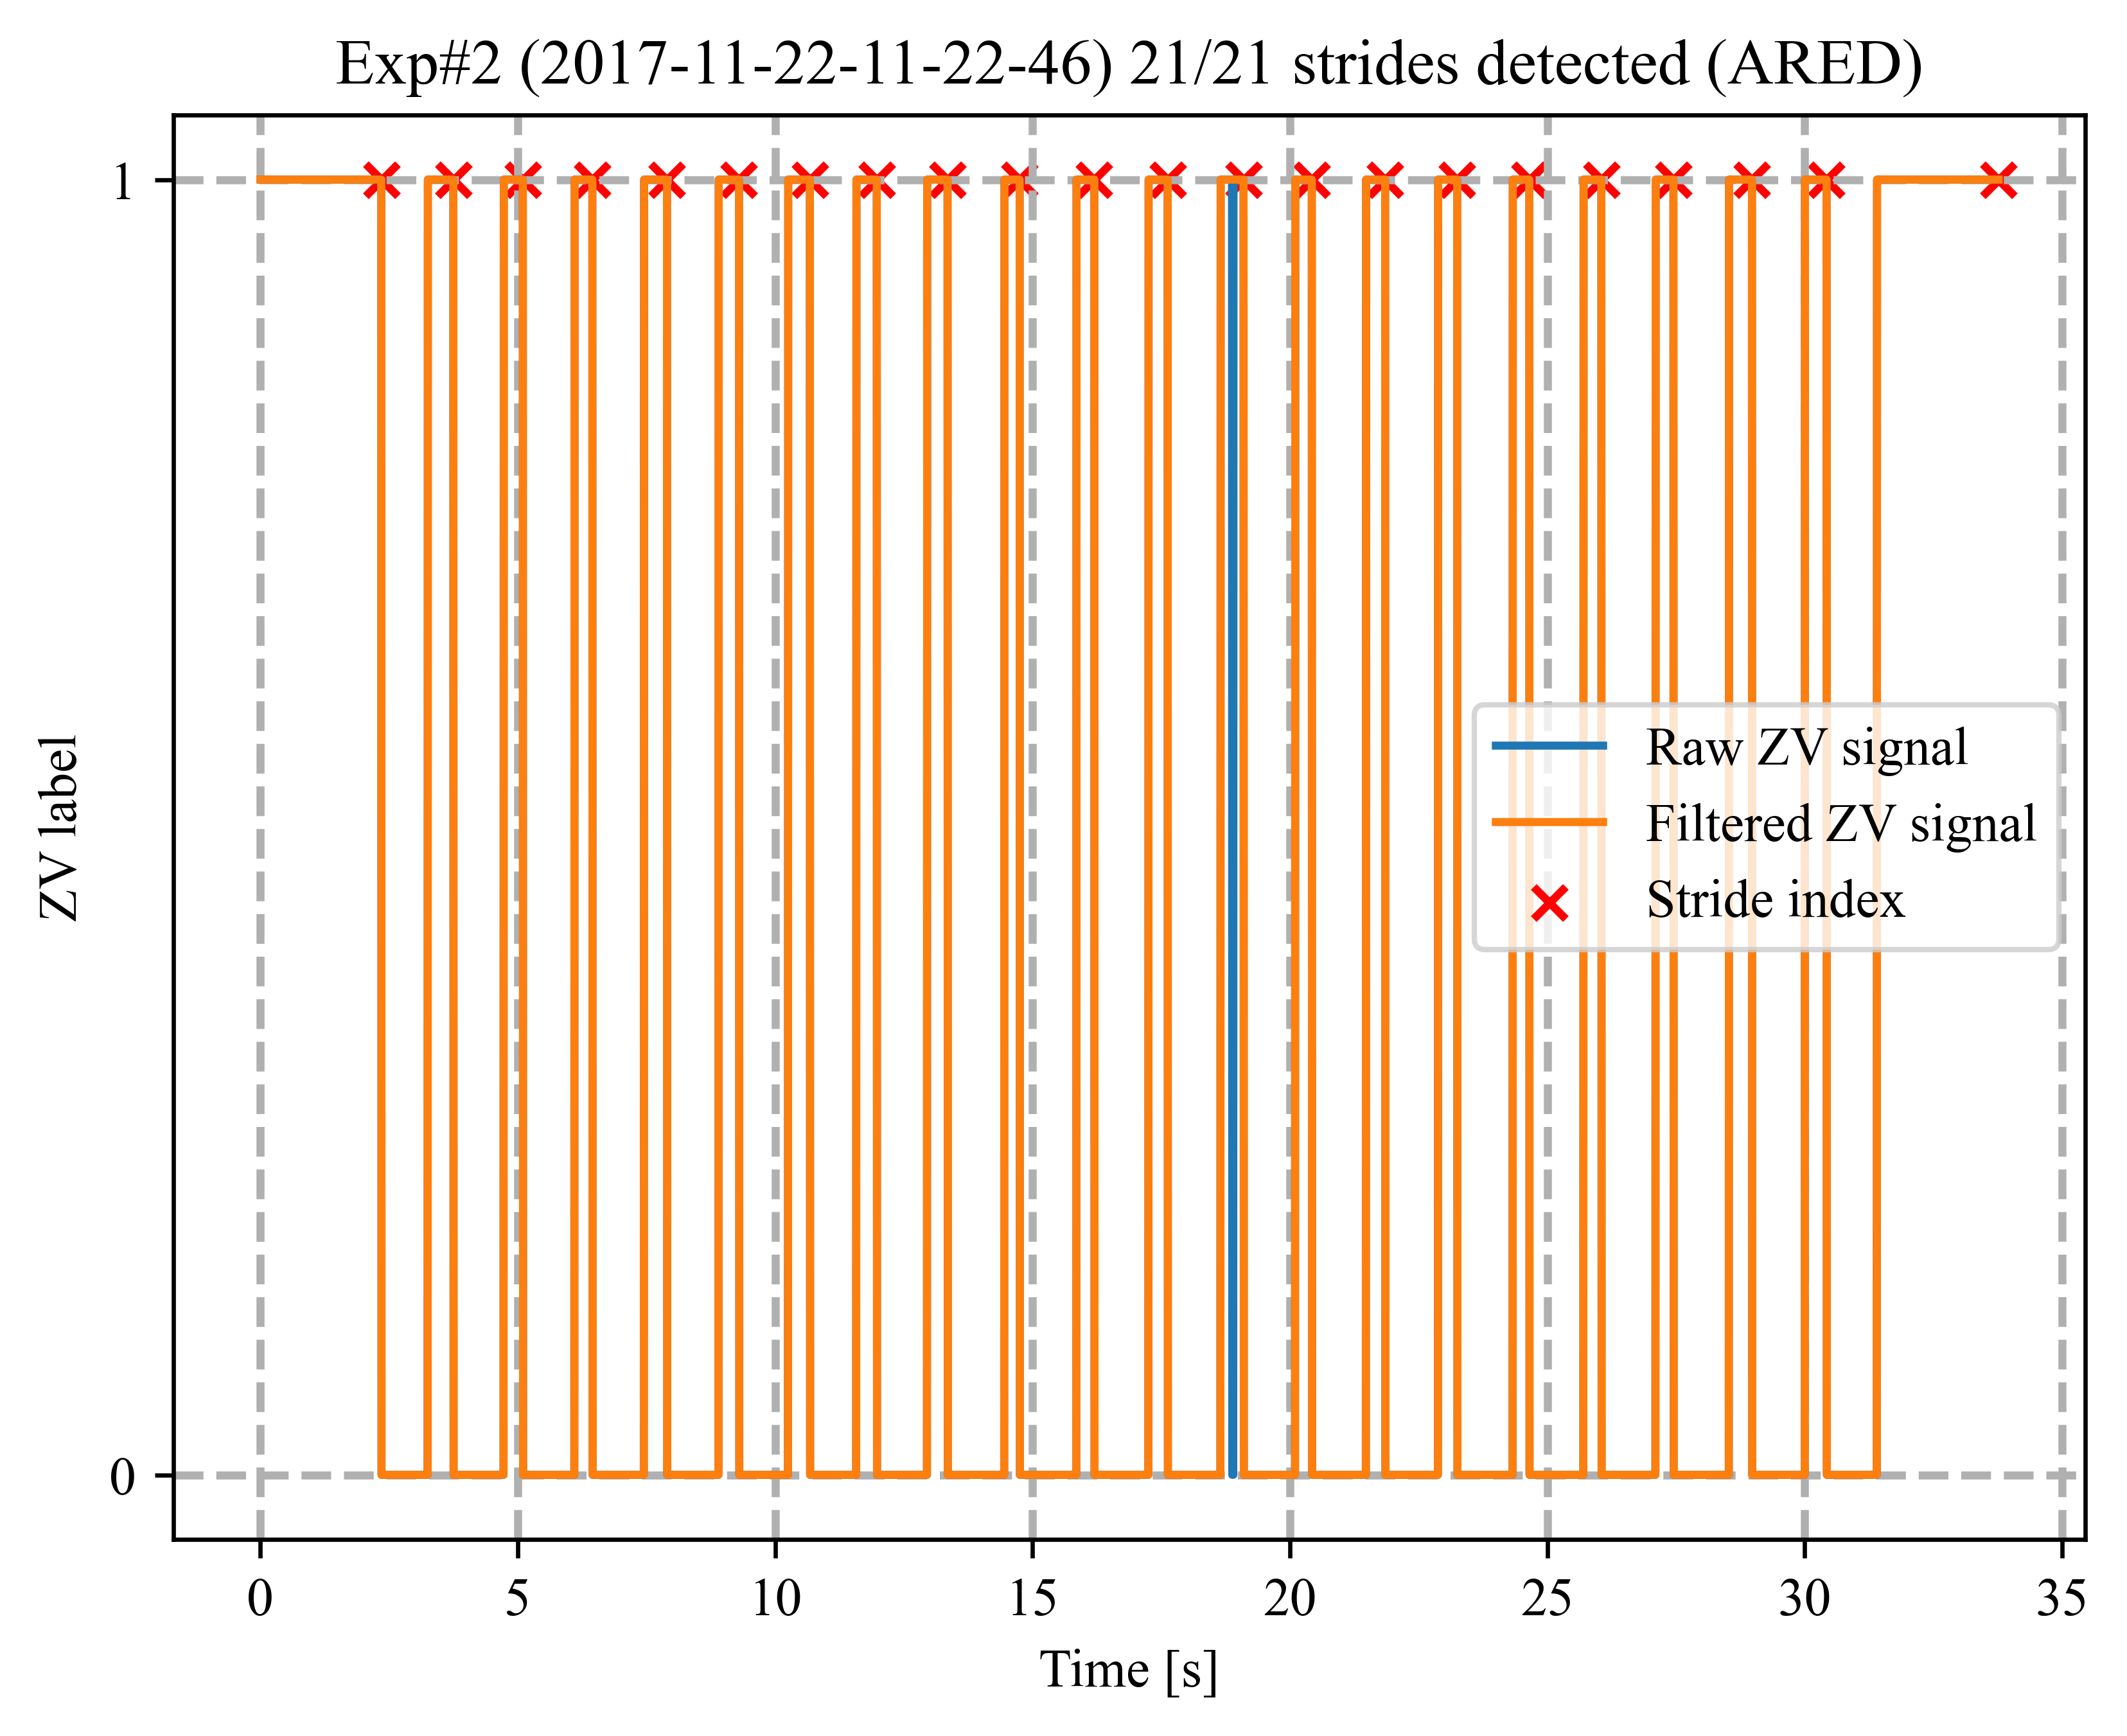 Exp#2 (2017-11-22-11-22-46) 21/21 strides detected (ARED)
1
ZV label
Raw ZV signal
Filtered ZV signal
Stride index
0
0 5 10 15 20 25 30 35
Time [s]